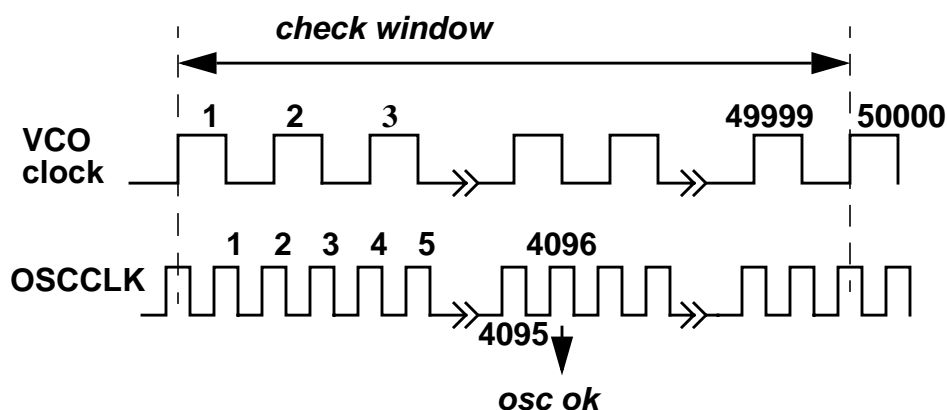 check window
1 2 3 49999 50000
VCO
clock
1 2 3 4 5 4096
OSCCLK
4095
osc ok